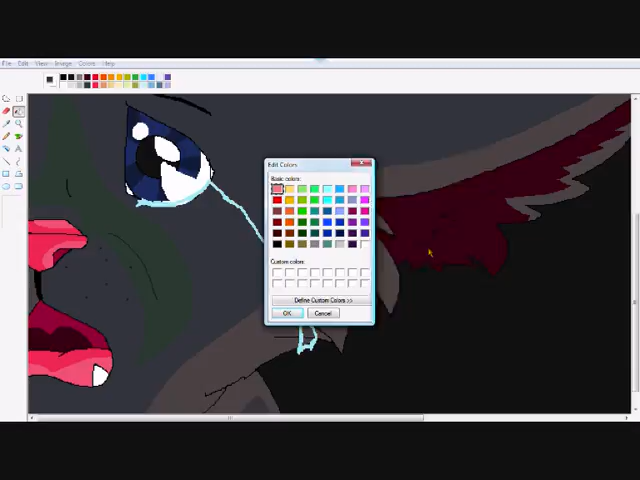 File Edit View Image Colors Help
Edit Colors
Basic colors:
Custom colors:
Define Custom Colors >>
OK Cancel